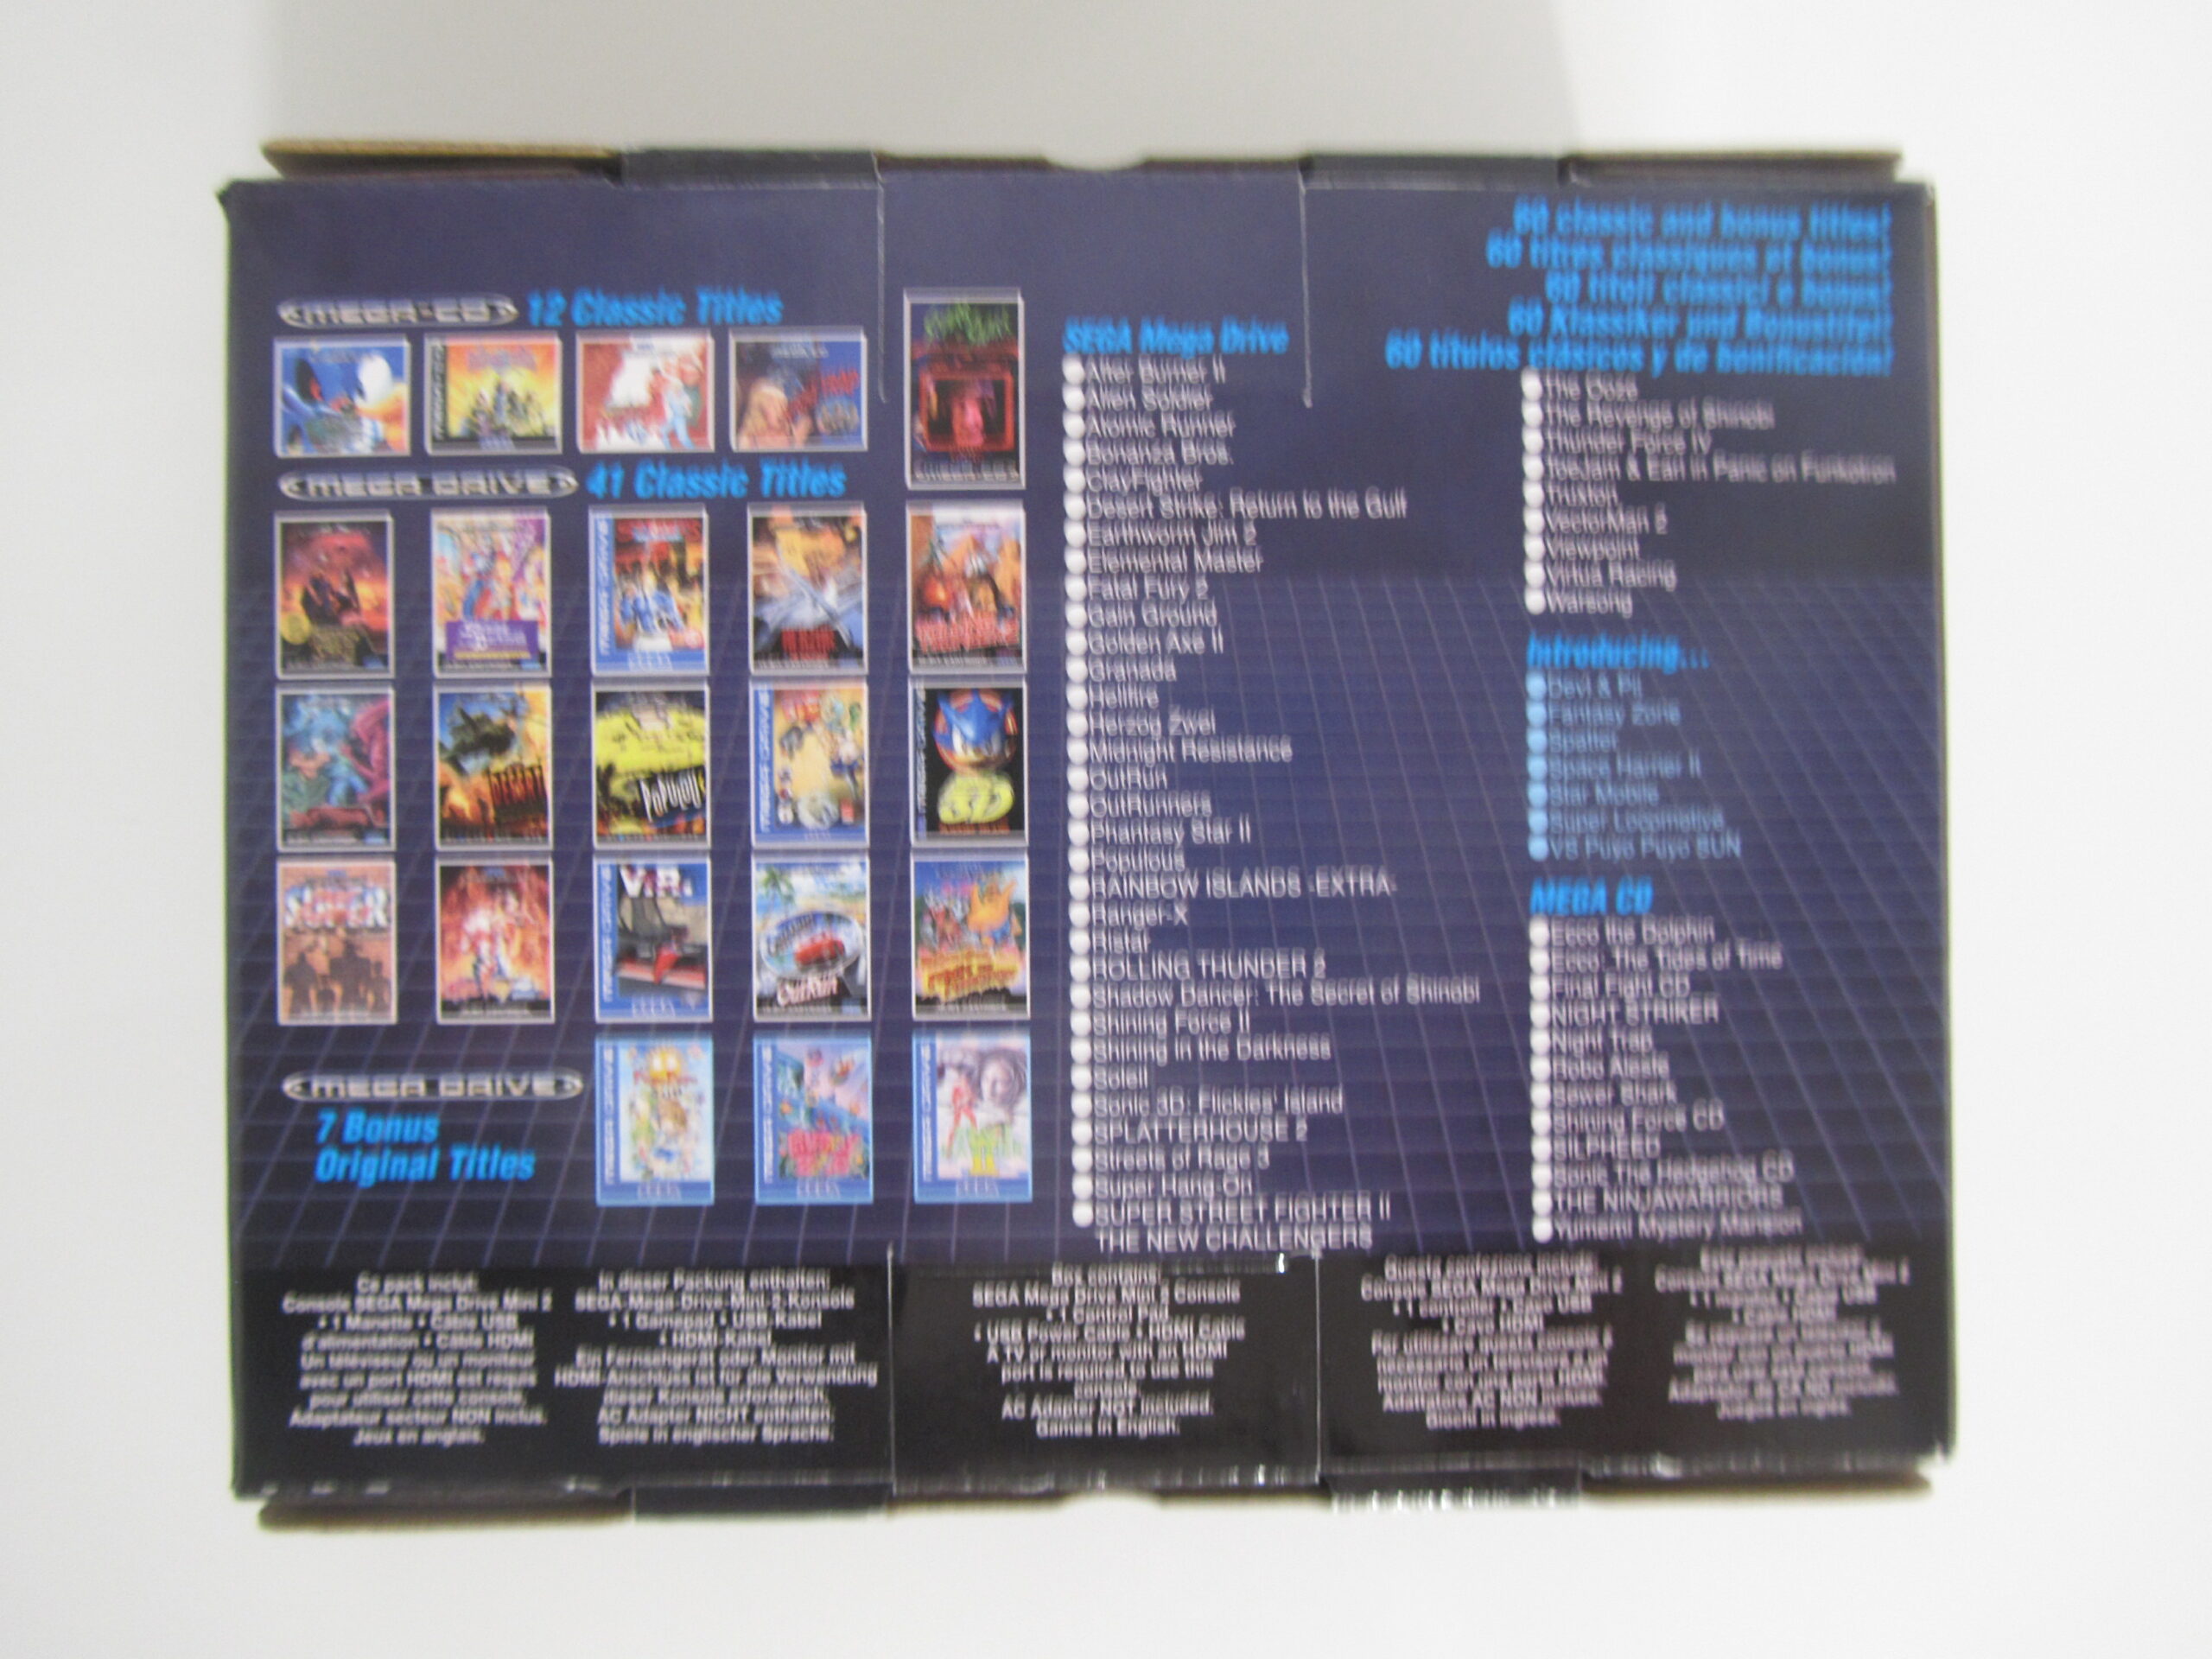 60 classic and bonus titles!
60 titres classiques et bonus!
60 titoli classici e bonus!
60 Klassiker und Bonustitel!
60 títulos clásicos y de bonificación!
MEGA-CD 12 Classic Titles
MEGA DRIVE 41 Classic Titles
V.R.
OutRun
MEGA DRIVE
7 Bonus
Original Titles
SEGA Mega Drive
After Burner II
Alien Soldier
Atomic Runner
Bonanza Bros.
ClayFighter
Desert Strike: Return to the Gulf
Earthworm Jim 2
Elemental Master
Fatal Fury 2
Gain Ground
Golden Axe II
Granada
Hellfire
Herzog Zwei
Midnight Resistance
OutRun
OutRunners
Phantasy Star II
Populous
RAINBOW ISLANDS -EXTRA-
Ranger-X
Ristar
ROLLING THUNDER 2
Shadow Dancer: The Secret of Shinobi
Shining Force II
Shining in the Darkness
Soleil
Sonic 3D: Flickies' Island
SPLATTERHOUSE 2
Streets of Rage 3
Super Hang On
SUPER STREET FIGHTER II
THE NEW CHALLENGERS
The Ooze
The Revenge of Shinobi
Thunder Force IV
ToeJam & Earl in Panic on Funkotron
Truxton
VectorMan 2
Viewpoint
Virtua Racing
Warsong
Introducing...
Devi & Pii
Fantasy Zone
Spatter
Space Harrier II
Star Mobile
Super Locomotive
VS Puyo Puyo SUN
MEGA CD
Ecco the Dolphin
Ecco: The Tides of Time
Final Fight CD
NIGHT STRIKER
Night Trap
Robo Aleste
Sewer Shark
Shining Force CD
SILPHEED
Sonic The Hedgehog CD
THE NINJAWARRIORS
Yumemi Mystery Mansion
Ce pack inclut:
Console SEGA Mega Drive Mini 2
• 1 Manette • Câble USB
d'alimentation • Câble HDMI
Un téléviseur ou un moniteur
avec un port HDMI est requis
pour utiliser cette console.
Adaptateur secteur NON inclus.
Jeux en anglais.
In dieser Packung enthalten:
SEGA-Mega-Drive-Mini-2-Konsole
• 1 Gamepad • USB-Kabel
• HDMI-Kabel
Ein Fernsehgerät oder Monitor mit
HDMI-Anschluss ist für die Verwendung
dieser Konsole erforderlich.
AC Adapter NICHT enthalten.
Spiele in englischer Sprache.
Box contains:
SEGA Mega Drive Mini 2 Console
• 1 Control Pad
• USB Power Cable • HDMI Cable
A TV or monitor with an HDMI
port is required to use this
console.
AC Adapter NOT included.
Games in English.
Console SEGA Mega Drive Mini 2
Giochi in inglese.
Juegos en inglés.